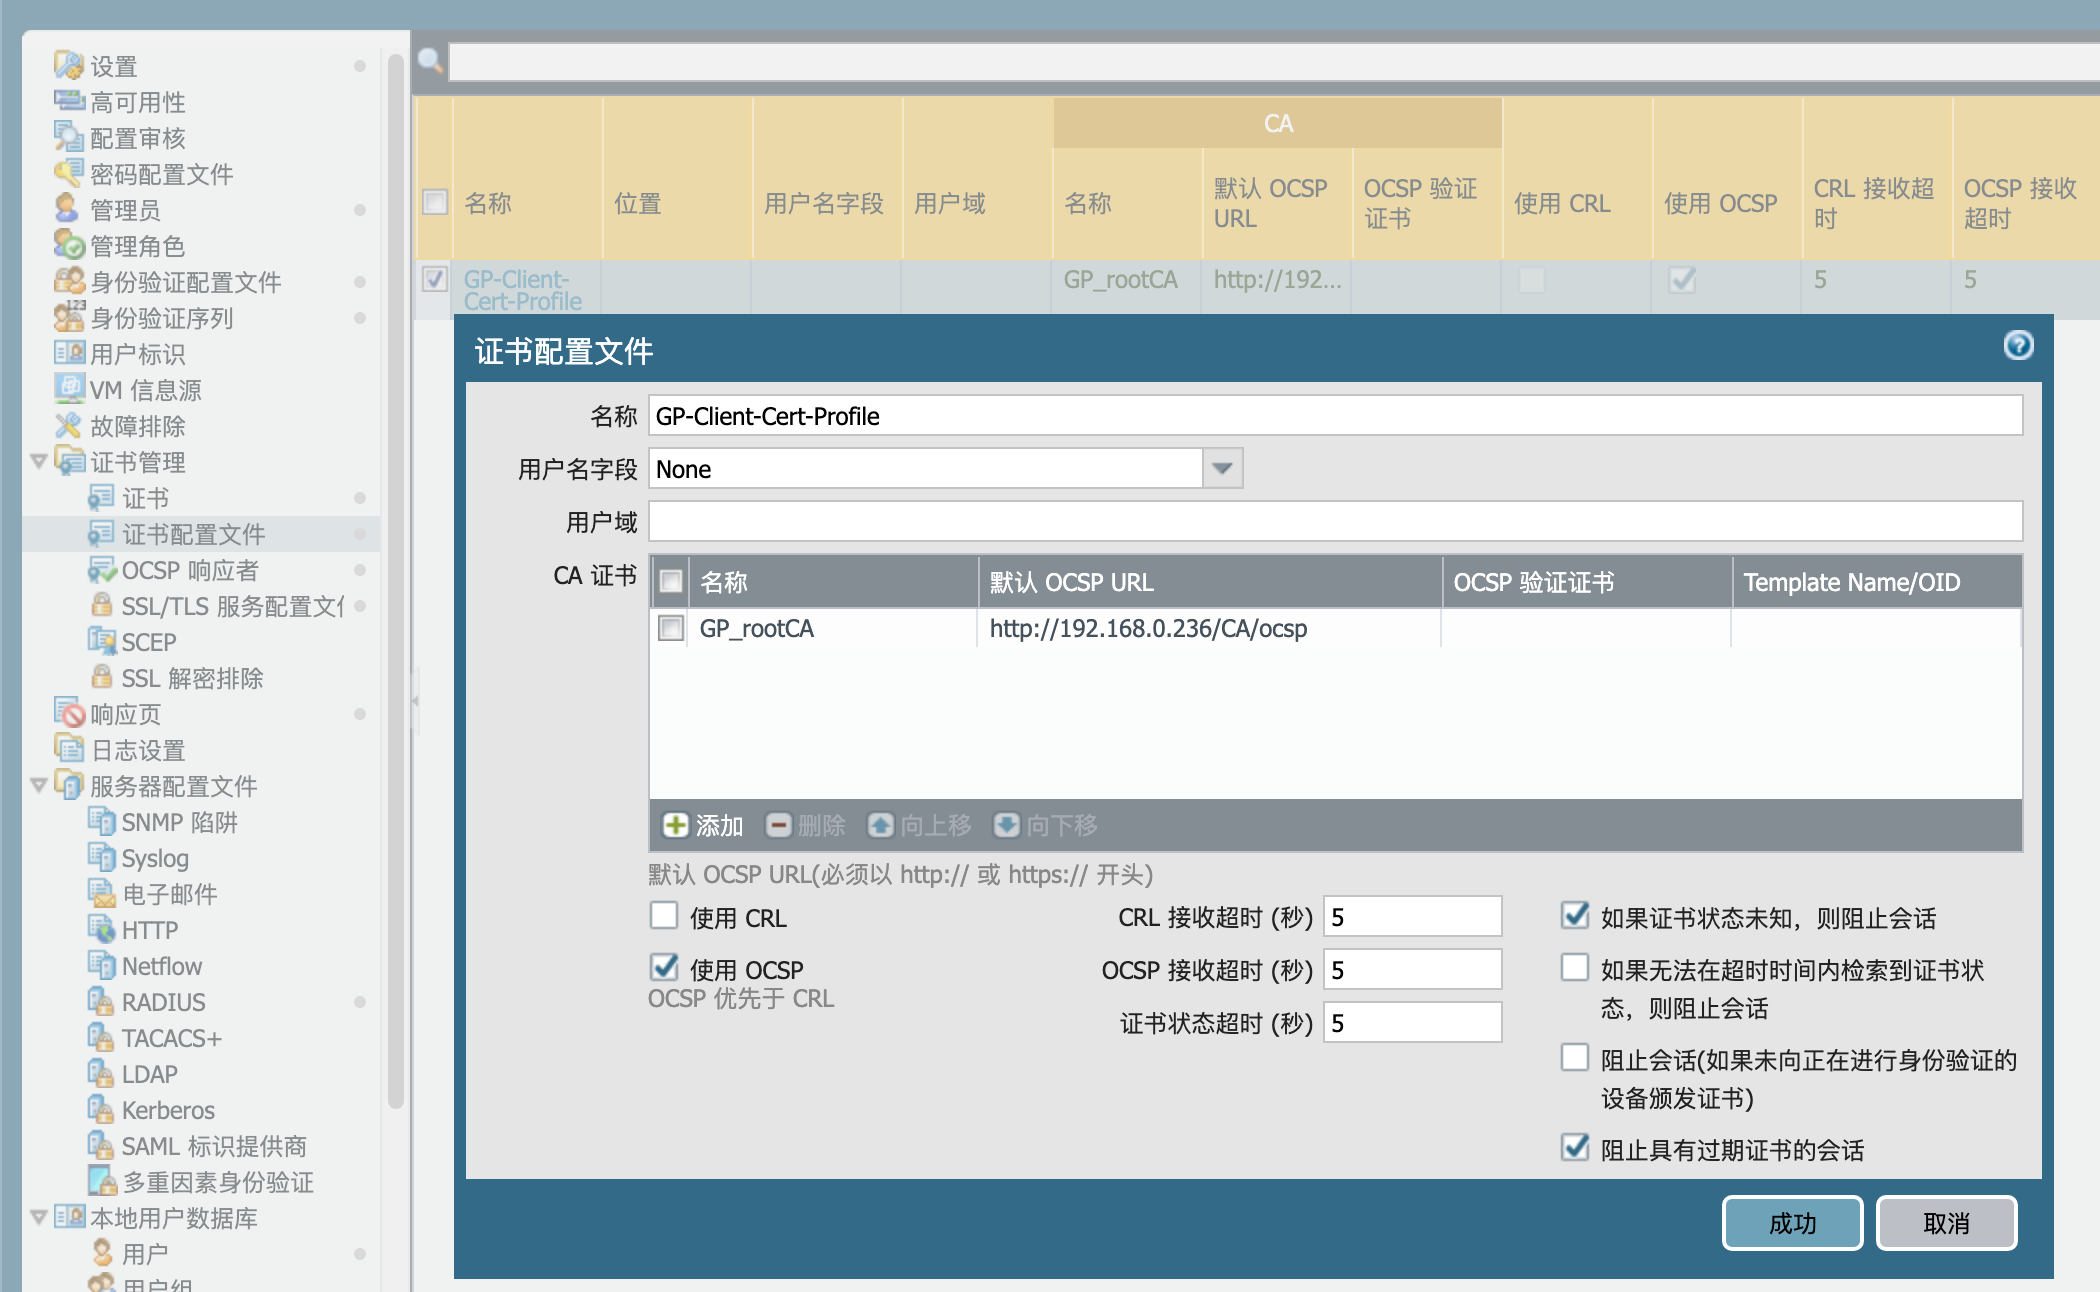 设置
高可用性
配置审核
密码配置文件
管理员
管理角色
身份验证配置文件
身份验证序列
用户标识
VM 信息源
故障排除
证书管理
证书
证书配置文件
OCSP 响应者
SSL/TLS 服务配置文
SCEP
SSL 解密排除
响应页
日志设置
服务器配置文件
SNMP 陷阱
Syslog
电子邮件
HTTP
Netflow
RADIUS
TACACS+
LDAP
Kerberos
SAML 标识提供商
多重因素身份验证
本地用户数据库
用户
用户组
CA
名称
位置
用户名字段
用户域
名称
默认 OCSP
URL
OCSP 验证
证书
使用 CRL
使用 OCSP
CRL 接收超
时
OCSP 接收
超时
GP-Client-
Cert-Profile
GP_rootCA
http://192...
5
5
证书配置文件
名称 GP-Client-Cert-Profile
用户名字段 None
用户域
CA 证书
名称 默认 OCSP URL OCSP 验证证书 Template Name/OID
GP_rootCA http://192.168.0.236/CA/ocsp
添加 删除 向上移 向下移
默认 OCSP URL(必须以 http:// 或 https:// 开头)
使用 CRL
使用 OCSP
OCSP 优先于 CRL
CRL 接收超时 (秒) 5
OCSP 接收超时 (秒) 5
证书状态超时 (秒) 5
如果证书状态未知，则阻止会话
如果无法在超时时间内检索到证书状
态，则阻止会话
阻止会话(如果未向正在进行身份验证的
设备颁发证书)
阻止具有过期证书的会话
成功 取消